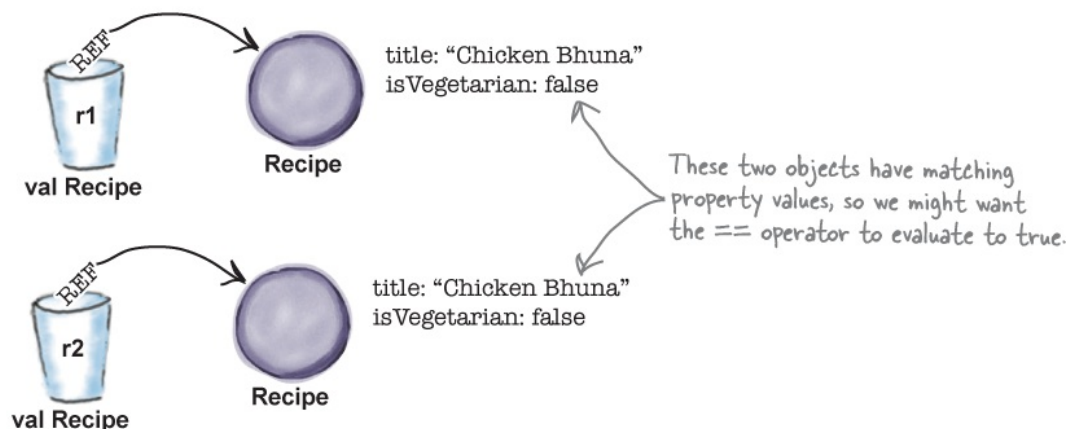 REF
r1
val Recipe
Recipe
title: “Chicken Bhuna”
isVegetarian: false
These two objects have matching
property values, so we might want
the == operator to evaluate to true.
REF
r2
val Recipe
Recipe
title: “Chicken Bhuna”
isVegetarian: false